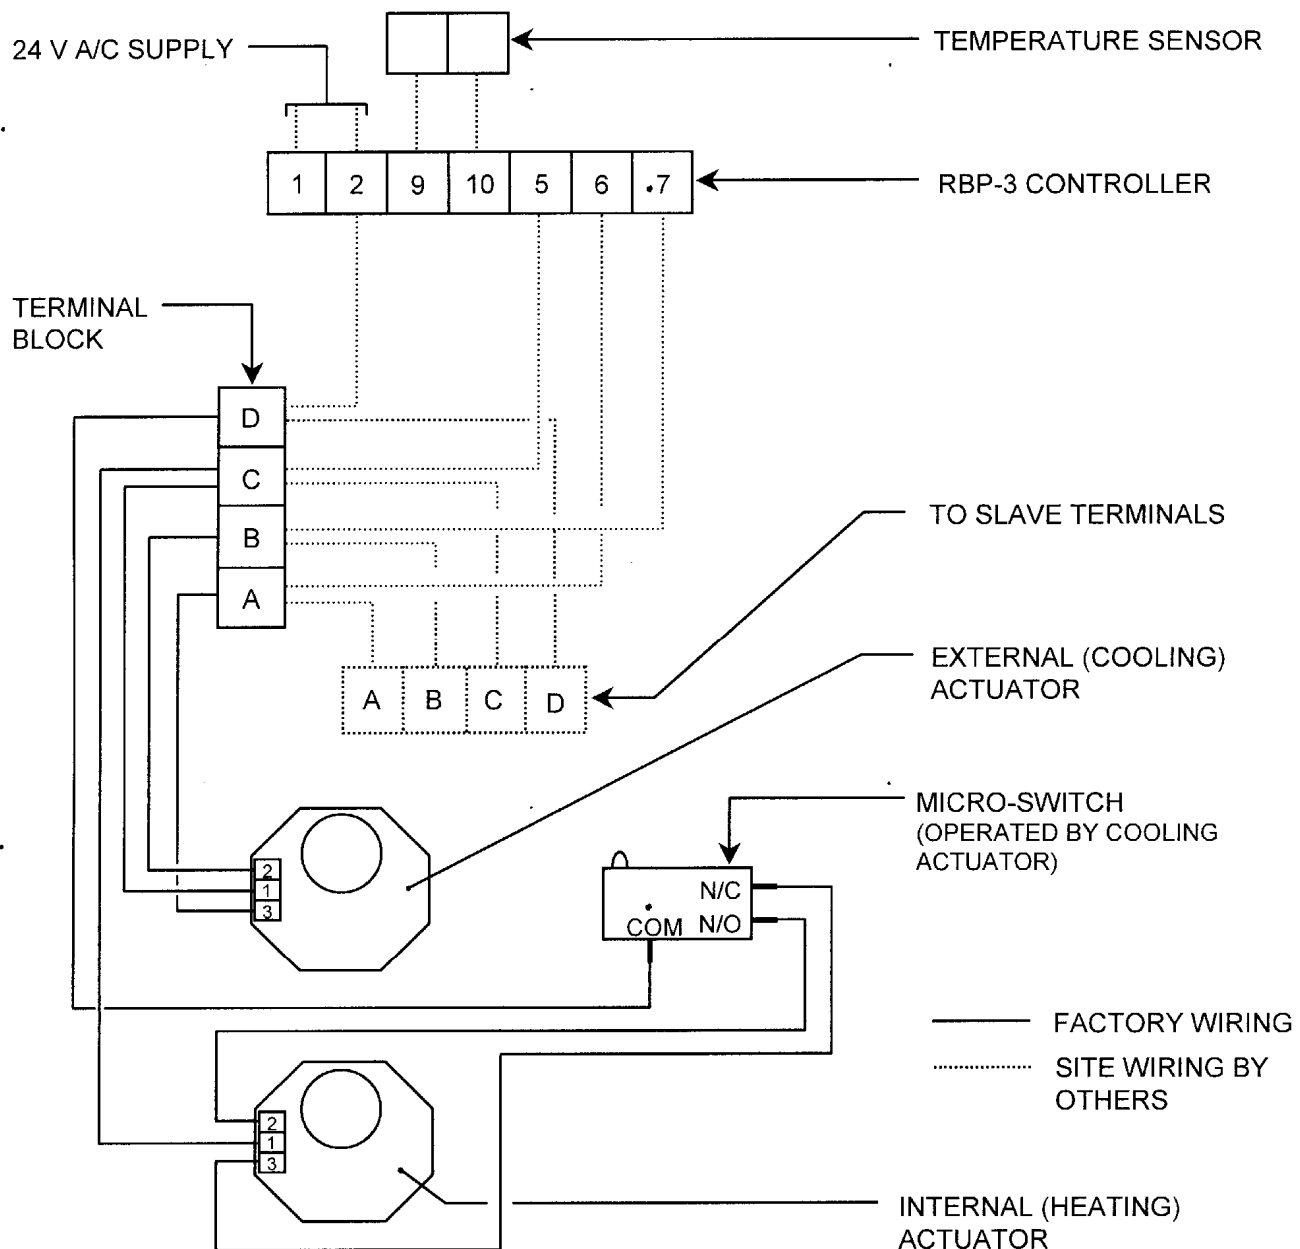 24 V A/C SUPPLY
TEMPERATURE SENSOR
1 2 9 10 5 6 .7
RBP-3 CONTROLLER
TERMINAL
BLOCK
D
C
B
A
TO SLAVE TERMINALS
A B C D
EXTERNAL (COOLING)
ACTUATOR
MICRO-SWITCH
(OPERATED BY COOLING
ACTUATOR)
2
1
3
N/C
COM N/O
FACTORY WIRING
SITE WIRING BY
OTHERS
2
1
3
INTERNAL (HEATING)
ACTUATOR